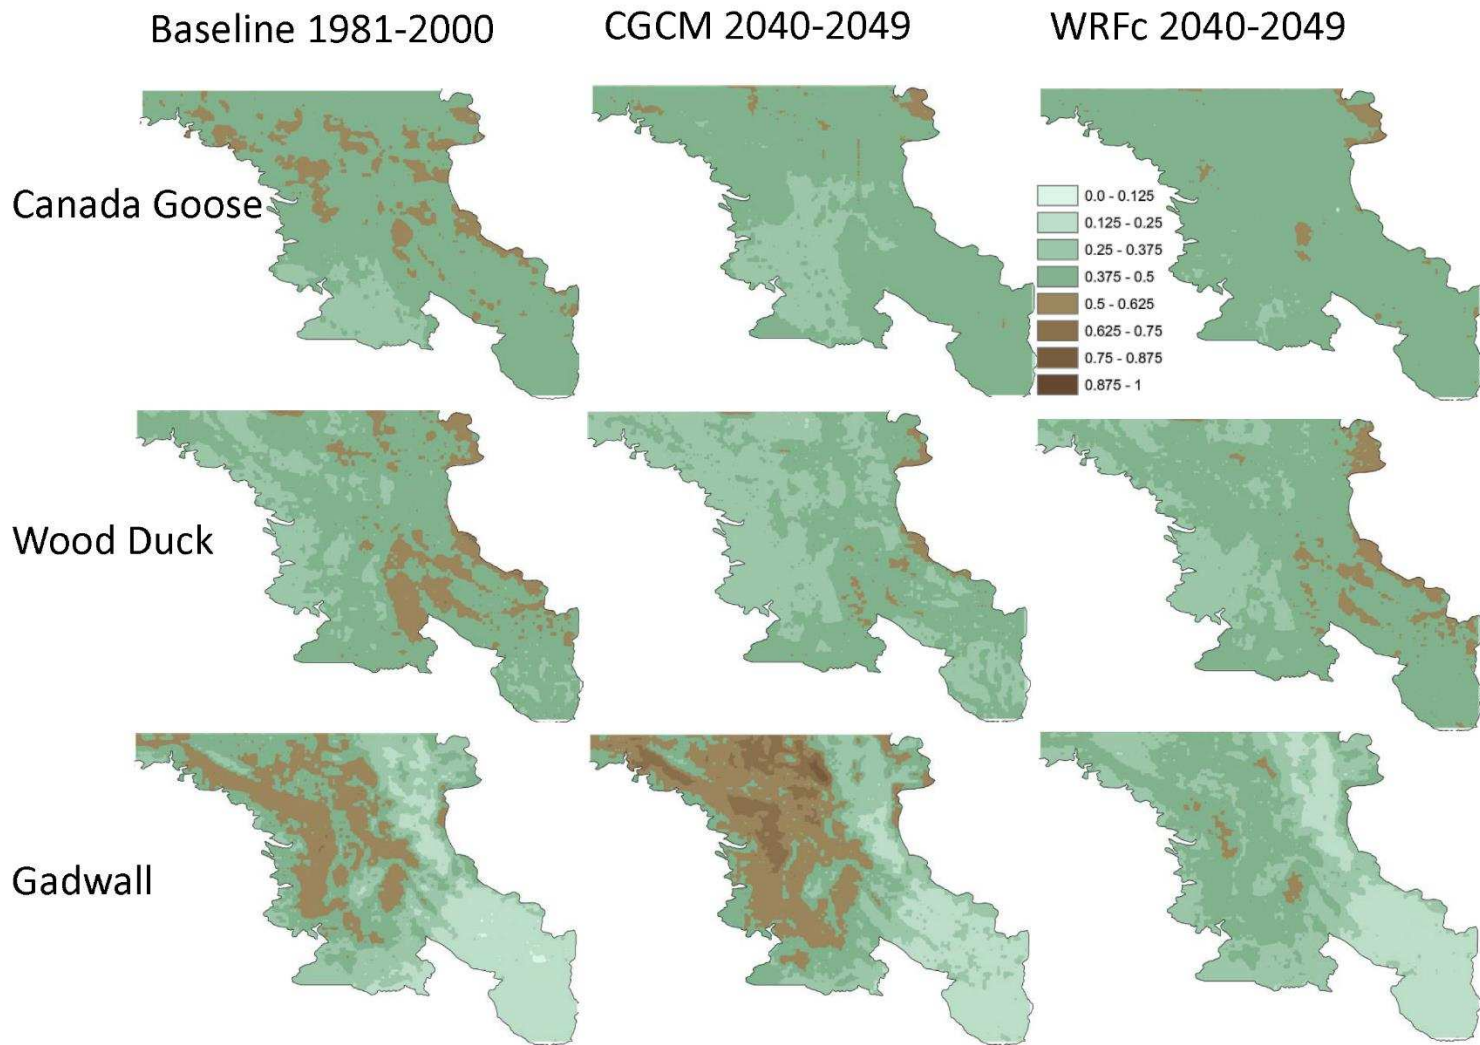 Baseline 1981-2000
CGCM 2040-2049
WRFc 2040-2049
Canada Goose
0.0 - 0.125
0.125 - 0.25
0.25 - 0.375
0.375 - 0.5
0.5 - 0.625
0.625 - 0.75
0.75 - 0.875
0.875 - 1
Wood Duck
Gadwall